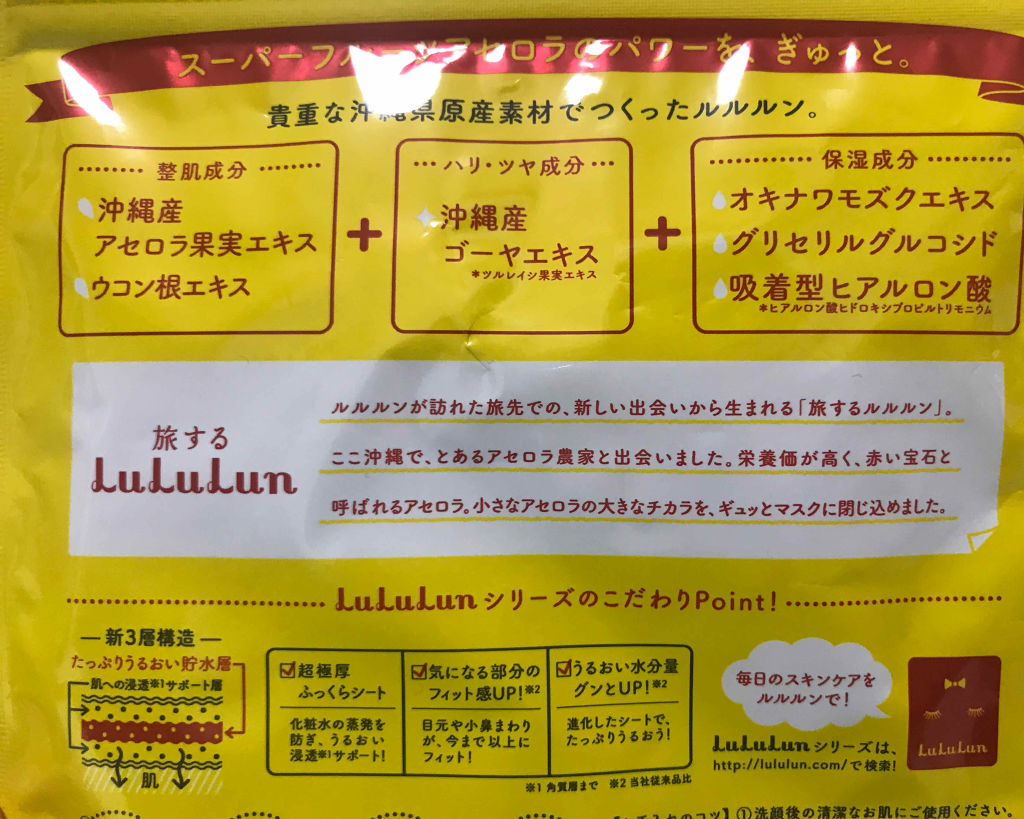 スーパーフルーツアセロラのパワーを、ぎゅっと。
貴重な沖縄県原産素材でつくったルルルン。
整肌成分
沖縄産
アセロラ果実エキス
ウコン根エキス
+
ハリ・ツヤ成分
沖縄産
ゴーヤエキス
*ツルレイシ果実エキス
+
保湿成分
オキナワモズクエキス
グリセリルグルコシド
吸着型ヒアルロン酸
*ヒアルロン酸ヒドロキシプロピルトリモニウム
旅する
LuLuLun
ルルルンが訪れた旅先での、新しい出会いから生まれる「旅するルルルン」。
ここ沖縄で、とあるアセロラ農家と出会いました。栄養価が高く、赤い宝石と
呼ばれるアセロラ。小さなアセロラの大きなチカラを、ギュッとマスクに閉じ込めました。
LuLuLunシリーズのこだわりPoint!
新3層構造
たっぷりうるおい貯水層
肌への浸透※1サポート層
肌
超極厚
ふっくらシート
化粧水の蒸発を
防ぎ、うるおい
浸透※1サポート!
気になる部分の
フィット感UP!※2
目元や小鼻まわり
が、今まで以上に
フィット!
うるおい水分量
グンとUP!※2
進化したシートで、
たっぷりうるおう!
※1 角質層まで ※2 当社従来品比
毎日のスキンケアを
ルルルンで!
LuLuLunシリーズは、
http://lululun.com/で検索!
LuLuLun
①洗顔後の清潔なお肌にご使用ください。